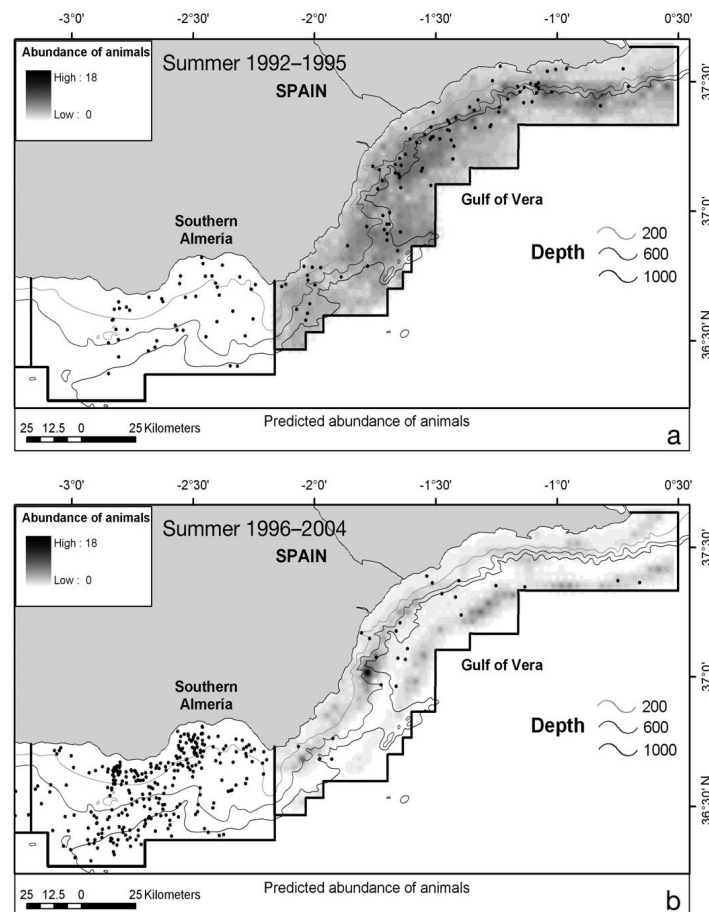 -3°0' -2°30' -2°0' -1°30' -1°0' 0°30'
Abundance of animals
High : 18
Low : 0
Summer 1992–1995
SPAIN
37°30'
37°0'
36°30' N
Southern
Almería
Gulf of Vera
Depth
200
600
1000
Predicted abundance of animals
25 12.5 0 25 Kilometers
a
-3°0' -2°30' -2°0' -1°30' -1°0' 0°30'
Abundance of animals
High : 18
Low : 0
Summer 1996–2004
SPAIN
37°30'
37°0'
36°30' N
Southern
Almería
Gulf of Vera
Depth
200
600
1000
Predicted abundance of animals
25 12.5 0 25 Kilometers
b